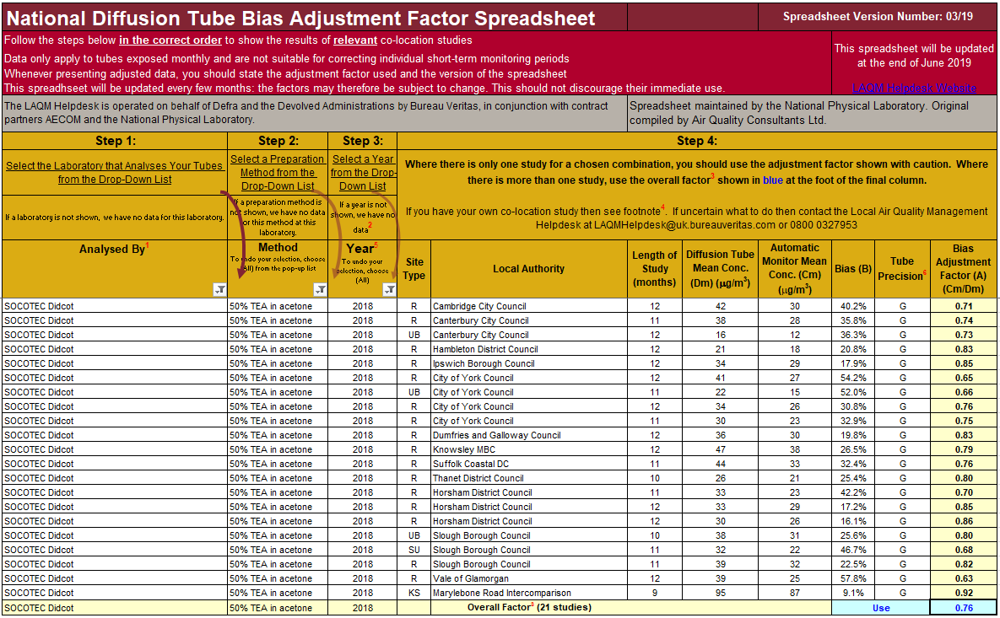 National Diffusion Tube Bias Adjustment Factor Spreadsheet
Spreadsheet Version Number: 03/19
Follow the steps below in the correct order to show the results of relevant co-location studies
Data only apply to tubes exposed monthly and are not suitable for correcting individual short-term monitoring periods
Whenever presenting adjusted data, you should state the adjustment factor used and the version of the spreadsheet
This spreadhseet will be updated every few months: the factors may therefore be subject to change. This should not discourage their immediate use.
This spreadsheet will be updated
at the end of June 2019
LAQM Helpdesk Website
The LAQM Helpdesk is operated on behalf of Defra and the Devolved Administrations by Bureau Veritas, in conjunction with contract
partners AECOM and the National Physical Laboratory.
Spreadsheet maintained by the National Physical Laboratory. Original
compiled by Air Quality Consultants Ltd.
Step 1:
Step 2:
Step 3:
Step 4:
Select the Laboratory that Analyses Your Tubes
from the Drop-Down List
Select a Preparation
Method from the
Drop-Down List
Select a Year
from the Drop-
Down List
Where there is only one study for a chosen combination, you should use the adjustment factor shown with caution. Where
there is more than one study, use the overall factor3 shown in blue at the foot of the final column.
If a laboratory is not shown, we have no data for this laboratory.
If a preparation method is
not shown, we have no data
for this method at this
laboratory.
If a year is not
shown, we have no
data2
If you have your own co-location study then see footnote4. If uncertain what to do then contact the Local Air Quality Management
Helpdesk at LAQMHelpdesk@uk.bureauveritas.com or 0800 0327953
Analysed By1
Method
To undo your selection, choose
(All) from the pop-up list
Year5
To undo your
selection, choose
(All)
Site
Type
Local Authority
Length of
Study
(months)
Diffusion Tube
Mean Conc.
(Dm) (μg/m3)
Automatic
Monitor Mean
Conc. (Cm)
(μg/m3)
Bias (B)
Tube
Precision6
Bias
Adjustment
Factor (A)
(Cm/Dm)
SOCOTEC Didcot 50% TEA in acetone 2018 R Cambridge City Council 12 42 30 40.2% G 0.71
SOCOTEC Didcot 50% TEA in acetone 2018 R Canterbury City Council 11 38 28 35.8% G 0.74
SOCOTEC Didcot 50% TEA in acetone 2018 UB Canterbury City Council 12 16 12 36.3% G 0.73
SOCOTEC Didcot 50% TEA in acetone 2018 R Hambleton District Council 12 21 18 20.8% G 0.83
SOCOTEC Didcot 50% TEA in acetone 2018 R Ipswich Borough Council 12 34 29 17.9% G 0.85
SOCOTEC Didcot 50% TEA in acetone 2018 R City of York Council 12 41 27 54.2% G 0.65
SOCOTEC Didcot 50% TEA in acetone 2018 UB City of York Council 11 22 15 52.0% G 0.66
SOCOTEC Didcot 50% TEA in acetone 2018 R City of York Council 12 34 26 30.8% G 0.76
SOCOTEC Didcot 50% TEA in acetone 2018 R City of York Council 11 30 23 32.9% G 0.75
SOCOTEC Didcot 50% TEA in acetone 2018 R Dumfries and Galloway Council 12 36 30 19.8% G 0.83
SOCOTEC Didcot 50% TEA in acetone 2018 R Knowsley MBC 12 47 38 26.5% G 0.79
SOCOTEC Didcot 50% TEA in acetone 2018 R Suffolk Coastal DC 11 44 33 32.4% G 0.76
SOCOTEC Didcot 50% TEA in acetone 2018 R Thanet District Council 10 26 21 25.4% G 0.80
SOCOTEC Didcot 50% TEA in acetone 2018 R Horsham District Council 11 33 23 42.2% G 0.70
SOCOTEC Didcot 50% TEA in acetone 2018 R Horsham District Council 12 33 29 17.2% G 0.85
SOCOTEC Didcot 50% TEA in acetone 2018 R Horsham District Council 12 30 26 16.1% G 0.86
SOCOTEC Didcot 50% TEA in acetone 2018 UB Slough Borough Council 10 38 31 25.6% G 0.80
SOCOTEC Didcot 50% TEA in acetone 2018 SU Slough Borough Council 11 32 22 46.7% G 0.68
SOCOTEC Didcot 50% TEA in acetone 2018 R Slough Borough Council 11 39 32 22.5% G 0.82
SOCOTEC Didcot 50% TEA in acetone 2018 R Vale of Glamorgan 12 39 25 57.8% G 0.63
SOCOTEC Didcot 50% TEA in acetone 2018 KS Marylebone Road Intercomparison 9 95 87 9.1% G 0.92
SOCOTEC Didcot 50% TEA in acetone 2018 Overall Factor3 (21 studies) Use 0.76